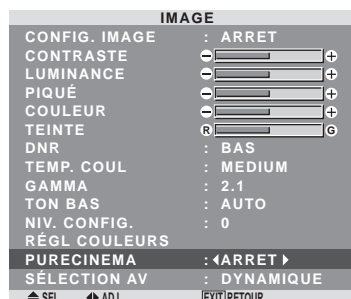 IMAGE
CONFIG. IMAGE : ARRET
CONTRASTE
LUMINANCE
PIQUÉ
COULEUR
TEINTE R G
DNR : BAS
TEMP. COUL : MEDIUM
GAMMA : 2.1
TON BAS : AUTO
NIV. CONFIG. : 0
RÉGL COULEURS
PURECINEMA : ARRET
SÉLECTION AV : DYNAMIQUE
SEL. ADJ. EXIT RETOUR